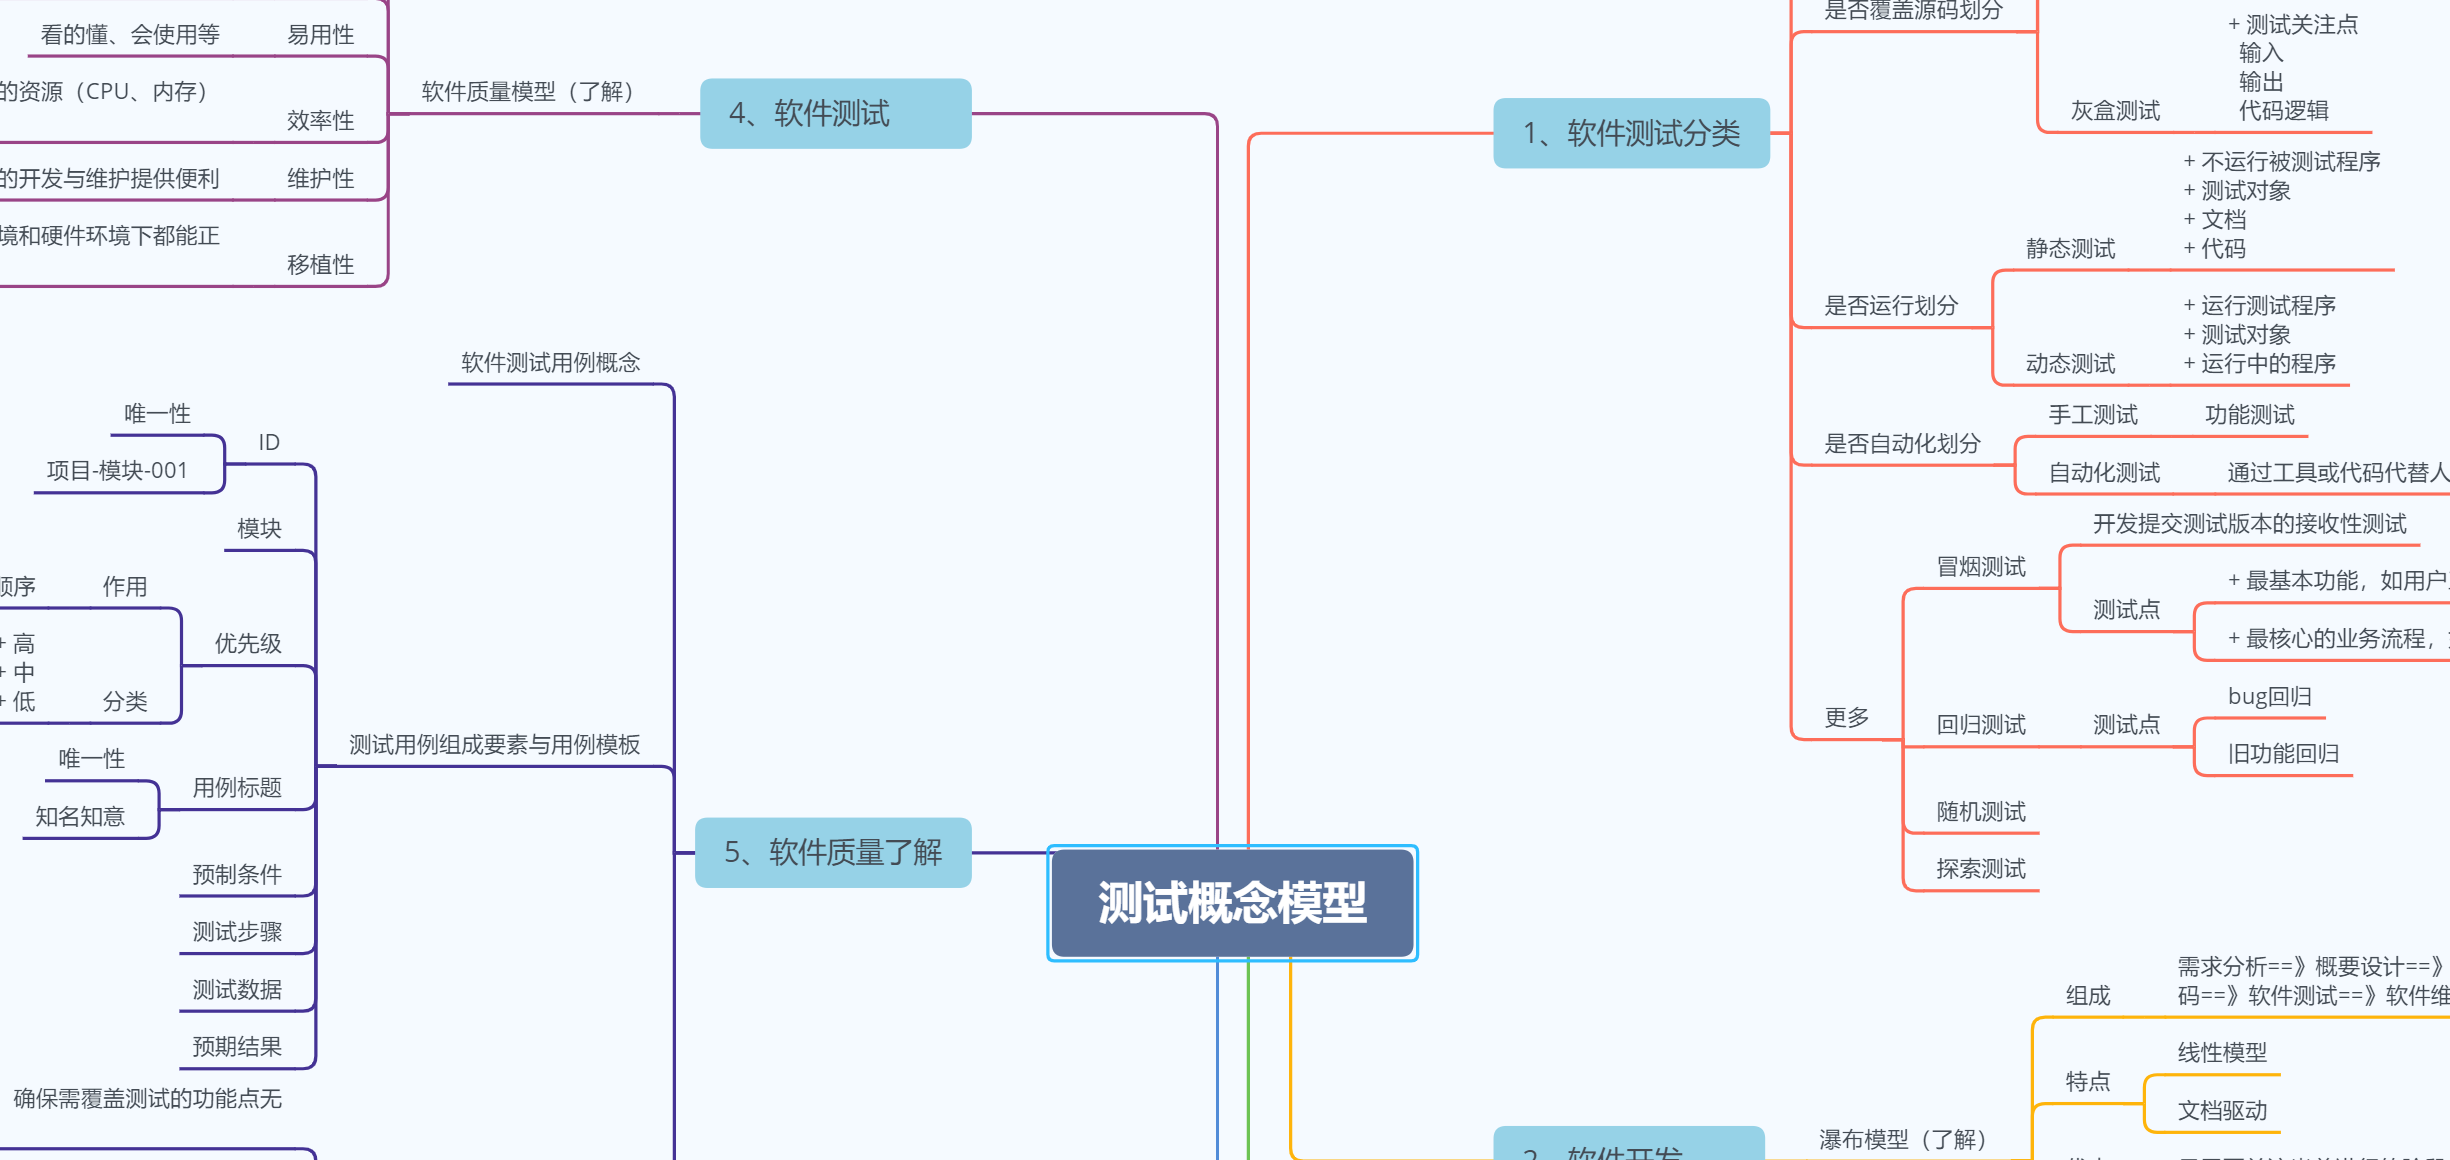 测试概念模型
1、软件测试分类
是否覆盖源码划分
灰盒测试
+ 测试关注点
输入
输出
代码逻辑
是否运行划分
静态测试
+ 不运行被测试程序
+ 测试对象
+ 文档
+ 代码
动态测试
+ 运行测试程序
+ 测试对象
+ 运行中的程序
是否自动化划分
手工测试
功能测试
自动化测试
通过工具或代码代替人
更多
冒烟测试
开发提交测试版本的接收性测试
测试点
+ 最基本功能，如用户
+ 最核心的业务流程，
回归测试
测试点
bug回归
旧功能回归
随机测试
探索测试
瀑布模型（了解）
组成
需求分析==》概要设计==》
码==》软件测试==》软件维
特点
线性模型
文档驱动
4、软件测试
软件质量模型（了解）
易用性
看的懂、会使用等
效率性
的资源（CPU、内存）
维护性
的开发与维护提供便利
移植性
境和硬件环境下都能正
5、软件质量了解
软件测试用例概念
测试用例组成要素与用例模板
ID
唯一性
项目-模块-001
模块
优先级
作用
顺序
分类
+ 高
+ 中
+ 低
用例标题
唯一性
知名知意
预制条件
测试步骤
测试数据
预期结果
确保需覆盖测试的功能点无